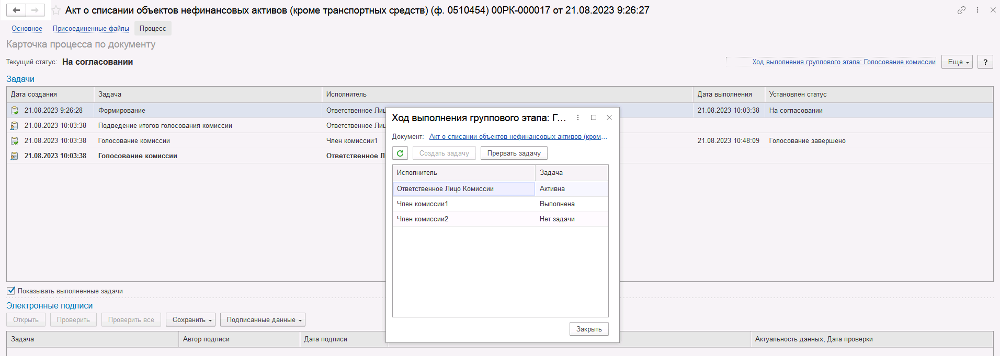 Акт о списании объектов нефинансовых активов (кроме транспортных средств) (ф. 0510454) 00РК-000017 от 21.08.2023 9:26:27
Основное Присоединенные файлы Процесс
Карточка процесса по документу
Текущий статус: На согласовании Ход выполнения группового этапа: Голосование комиссии Еще ?
Задачи
Дата создания Задача Исполнитель Дата выполнения Установлен статус
21.08.2023 9:26:28 Формирование Ответственное Лиц 21.08.2023 10:03:38 На согласовании
21.08.2023 10:03:38 Подведение итогов голосования комиссии Ответственное Лиц
21.08.2023 10:03:38 Голосование комиссии Член комиссии1 21.08.2023 10:48:09 Голосование завершено
21.08.2023 10:03:38 Голосование комиссии Ответственное Л
Ход выполнения группового этапа: Г...
Документ: Акт о списании объектов нефинансовых активов (кром...
Создать задачу Прервать задачу
Исполнитель Задача
Ответственное Лицо Комиссии Активна
Член комиссии1 Выполнена
Член комиссии2 Нет задачи
Закрыть
Показывать выполненные задачи
Электронные подписи
Открыть Проверить Проверить все Сохранить Подписанные данные
Задача Автор подписи Дата подписи Актуальность данных, Дата проверки